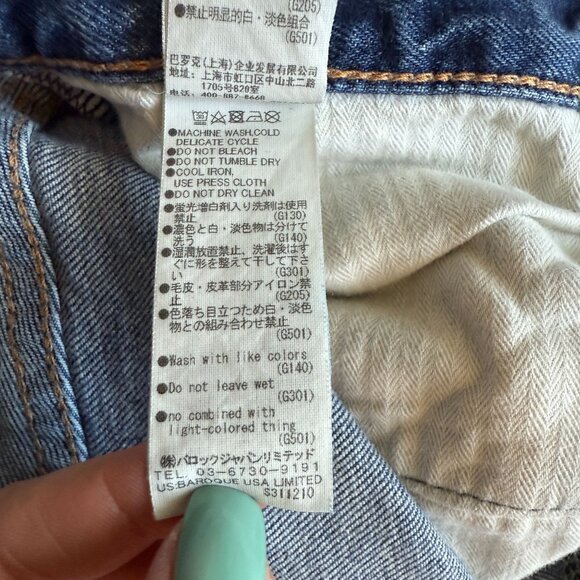 (G205)
●禁止明显的白・淡色组合
(G501)
巴罗克(上海)企业发展有限公司
地址: 上海市虹口区中山北二路
1705号820室
●MACHINE WASH,COLD
DELICATE CYCLE
●DO NOT BLEACH
●DO NOT TUMBLE DRY
●COOL IRON,
USE PRESS CLOTH
●DO NOT DRY CLEAN
●蛍光増白剤入り洗剤は使用
禁止 (G130)
●濃色と白・淡色物は分けて
洗う (G140)
●湿潤放置禁止、洗濯後はす
ぐに形を整えて干して下さ
い (G301)
●毛皮・皮革部分アイロン禁
止 (G205)
●色落ち目立つため白・淡色
物との組み合わせ禁止
(G501)
●Wash with like colors
(G140)
●Do not leave wet
(G301)
●no combined with
light-colored thing
(G501)
㈱バロックジャパンリミテッド
TEL 03-6730-9191
US:BAROQUE USA LIMITED
S311210